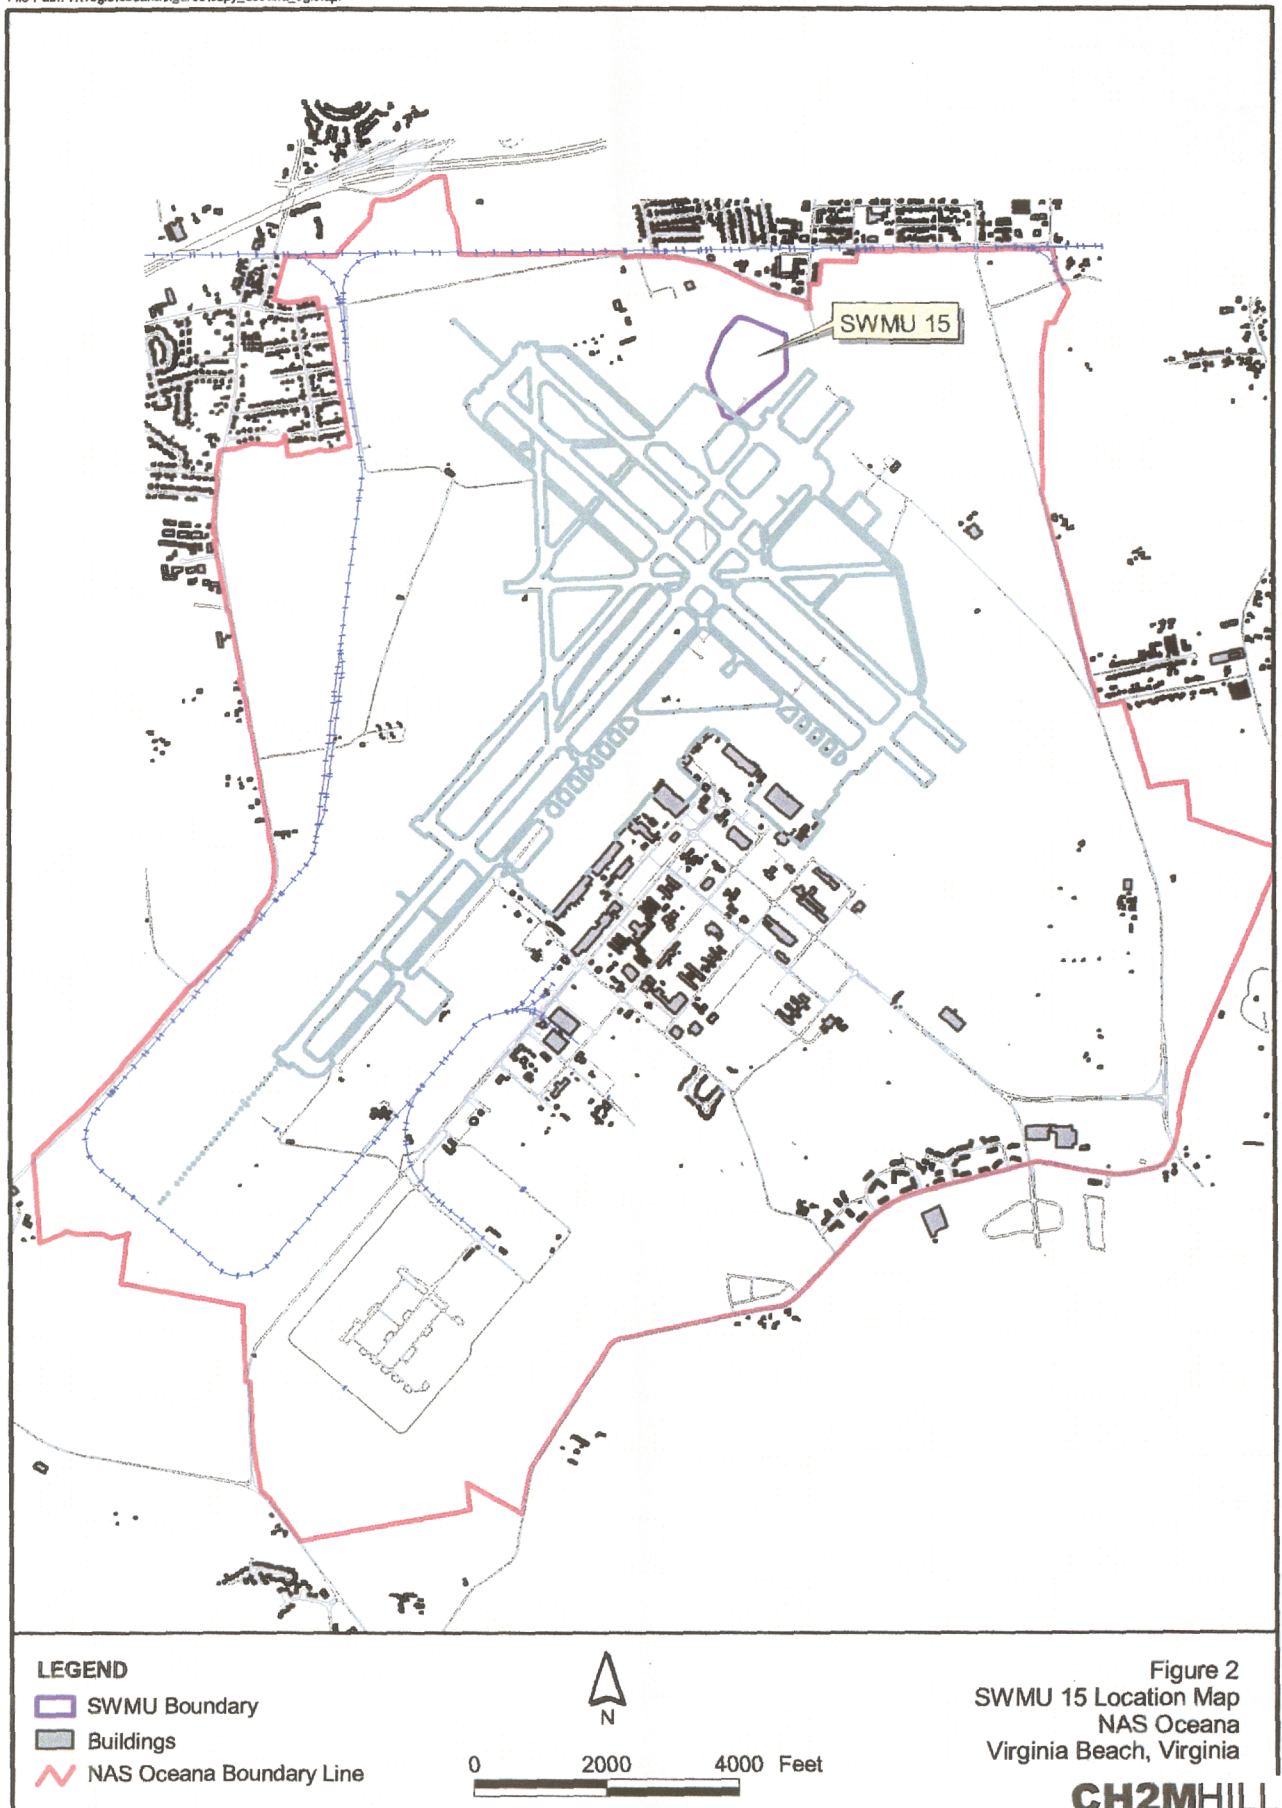 SWMU 15
LEGEND
SWMU Boundary
Buildings
NAS Oceana Boundary Line
N
0 2000 4000 Feet
Figure 2
SWMU 15 Location Map
NAS Oceana
Virginia Beach, Virginia
CH2MHILL